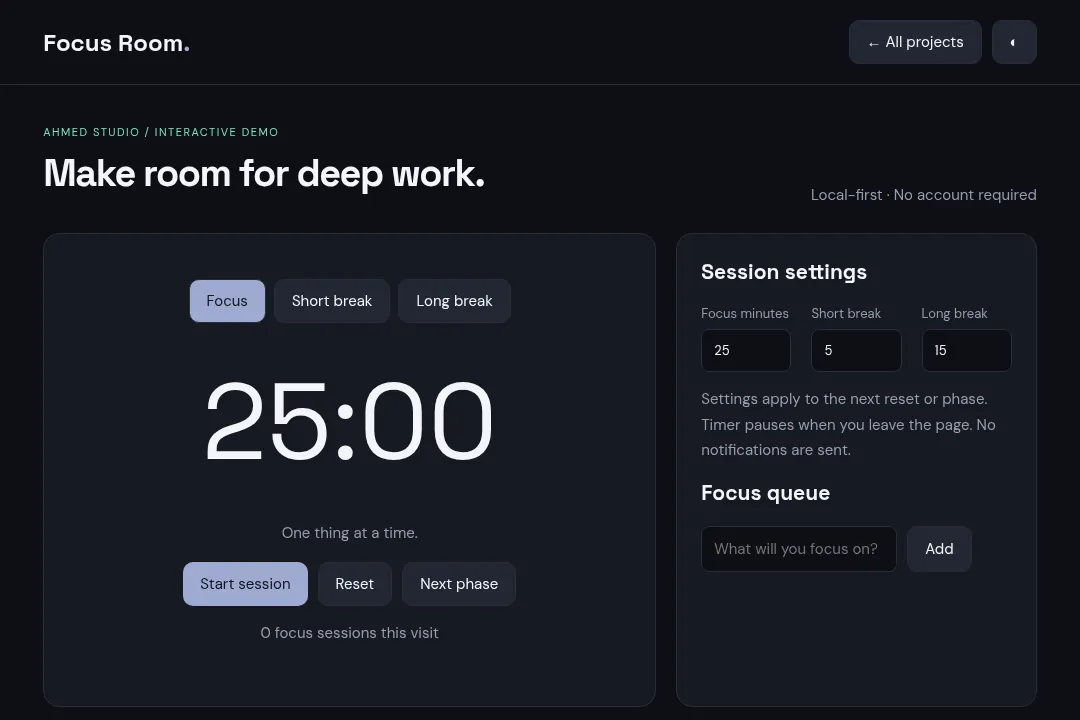 Focus Room.
← All projects
AHMED STUDIO / INTERACTIVE DEMO
Make room for deep work.
Local-first · No account required
Focus
Short break
Long break
25:00
One thing at a time.
Start session
Reset
Next phase
0 focus sessions this visit
Session settings
Focus minutes
Short break
Long break
25
5
15
Settings apply to the next reset or phase.
Timer pauses when you leave the page. No
notifications are sent.
Focus queue
What will you focus on?
Add